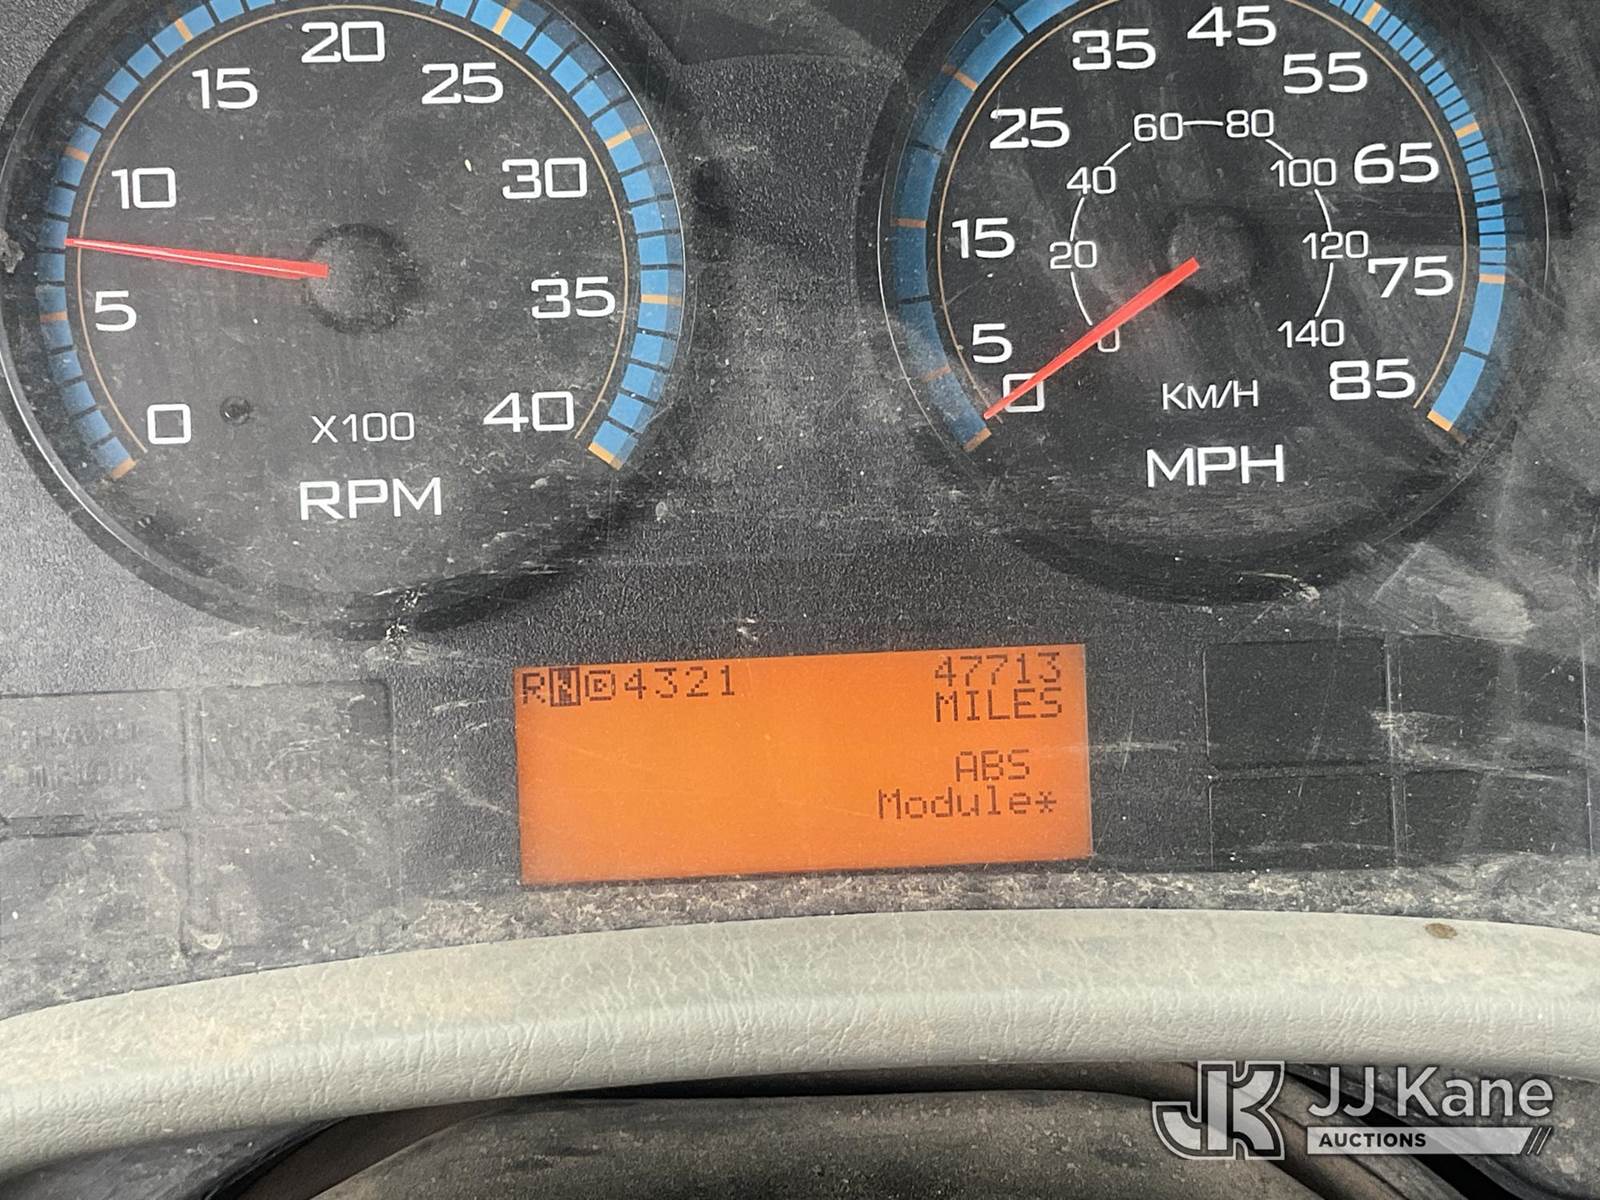 0 5 10 15 20 25 30 35 40
X100
RPM
0 5 15 25 35 45 55 65 75 85
0 20 40 60 80 100 120 140
KM/H
MPH
RND4321
47713
MILES
ABS
Module*
JK JJ Kane
AUCTIONS